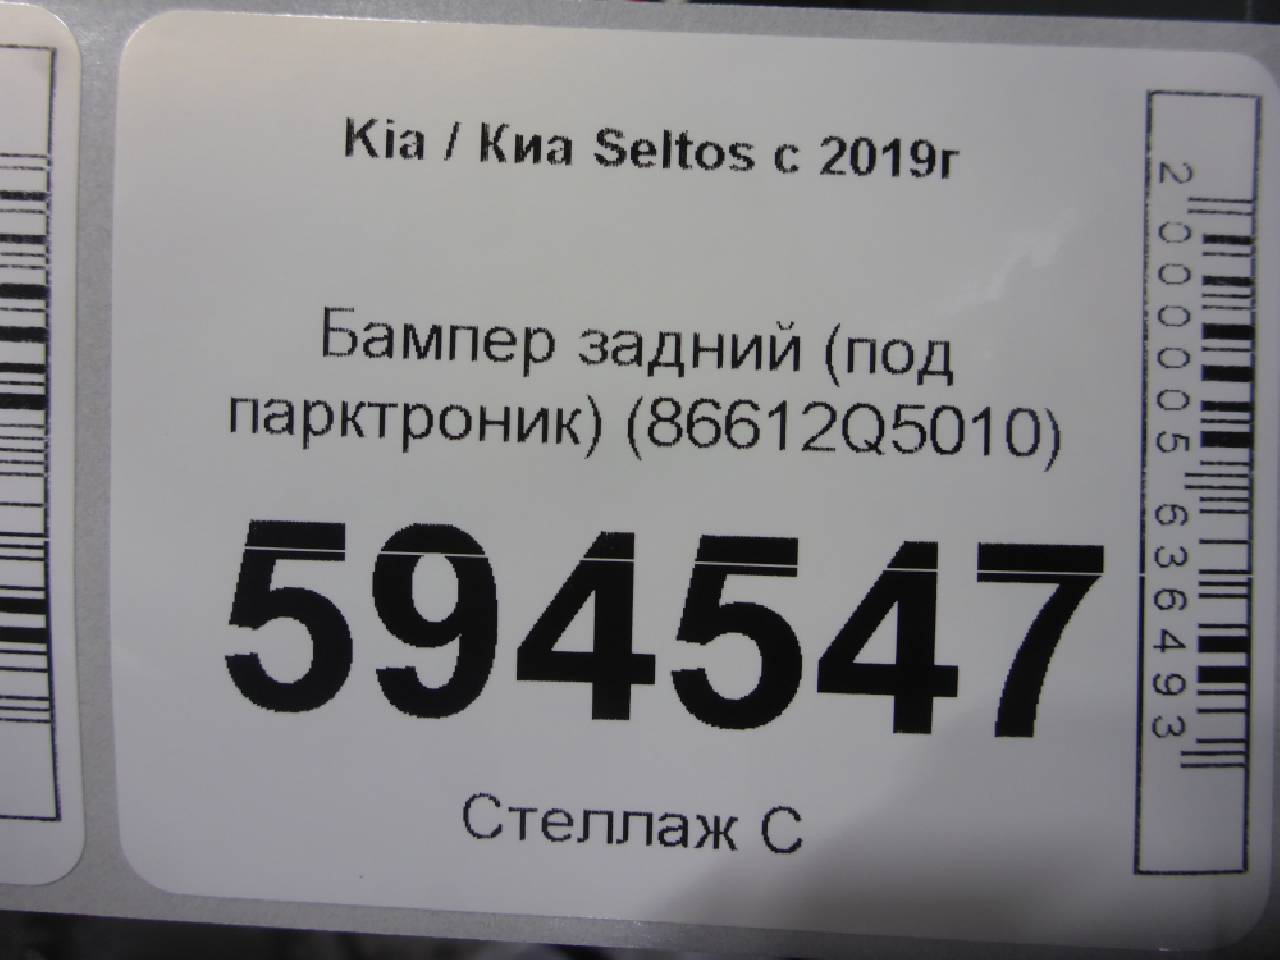 Kia / Киа Seltos с 2019г
Бампер задний (под
парктроник) (86612Q5010)
594547
Стеллаж С
2000005636493